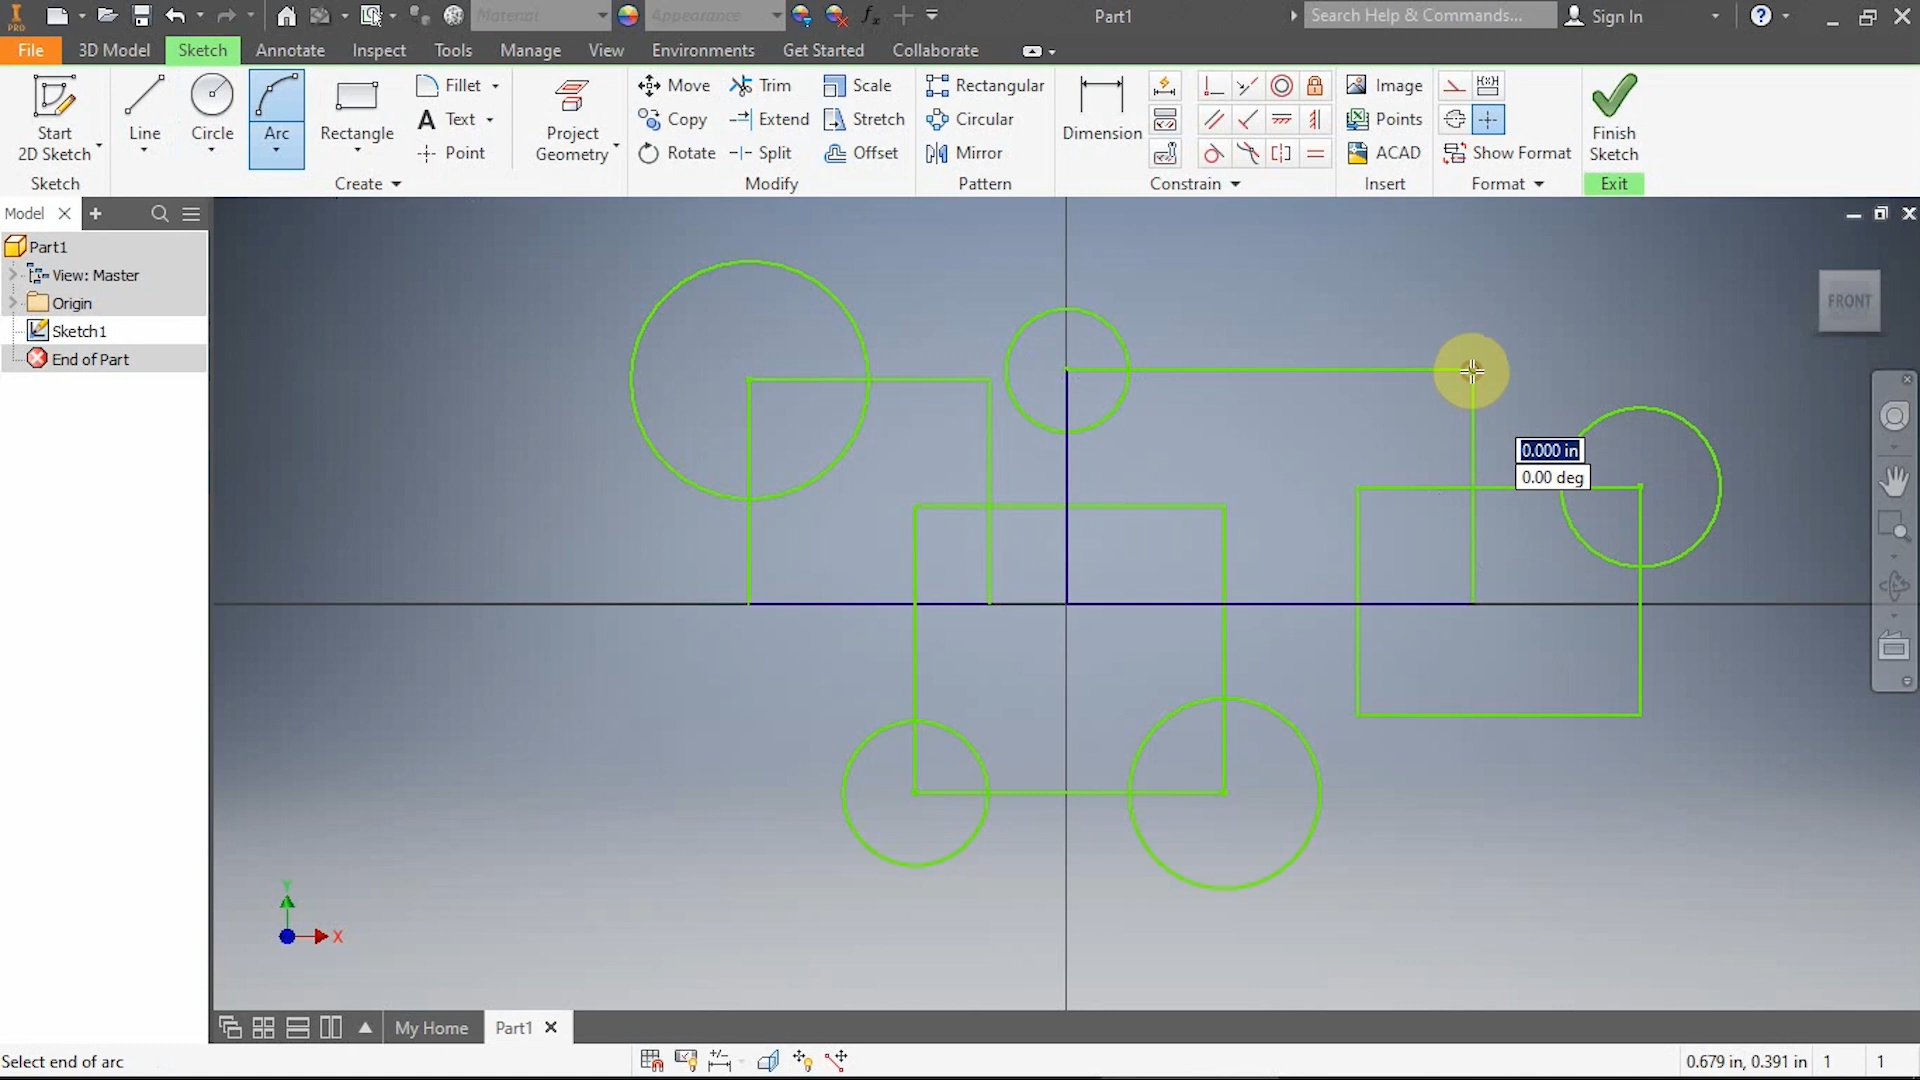 PRO
Material
Appearance
fx
Part1
Search Help & Commands...
Sign In
File
3D Model
Sketch
Annotate
Inspect
Tools
Manage
View
Environments
Get Started
Collaborate
Start
2D Sketch
Line
Circle
Arc
Rectangle
Fillet
A Text
Point
Project
Geometry
Move
Copy
Rotate
Trim
Extend
Split
Scale
Stretch
Offset
Rectangular
Circular
Mirror
Dimension
Image
Points
ACAD
Show Format
Finish
Sketch
Sketch
Create
Modify
Pattern
Constrain
Insert
Format
Exit
Model
Part1
View: Master
Origin
Sketch1
End of Part
FRONT
0.000 in
0.00 deg
Y
X
My Home
Part1
Select end of arc
0.679 in, 0.391 in
1
1